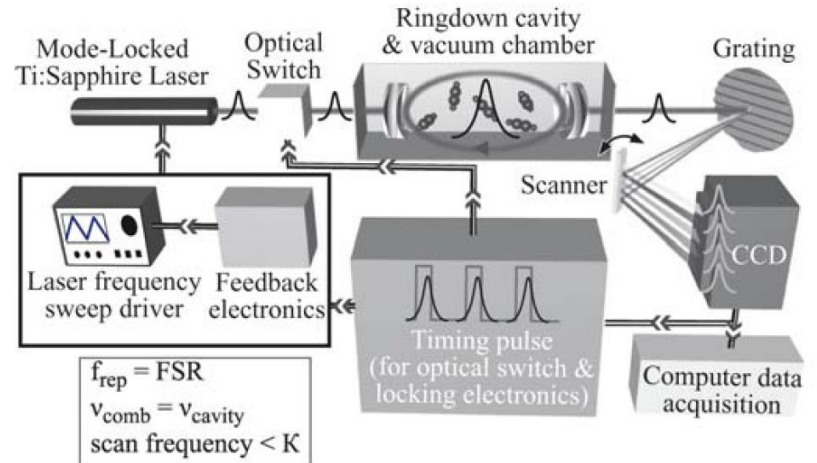 Mode-Locked
Ti:Sapphire Laser
Optical
Switch
Ringdown cavity
& vacuum chamber
Grating
Scanner
CCD
Laser frequency
sweep driver
Feedback
electronics
Timing pulse
(for optical switch &
locking electronics)
Computer data
acquisition
f_rep = FSR
ν_comb = ν_cavity
scan frequency < K